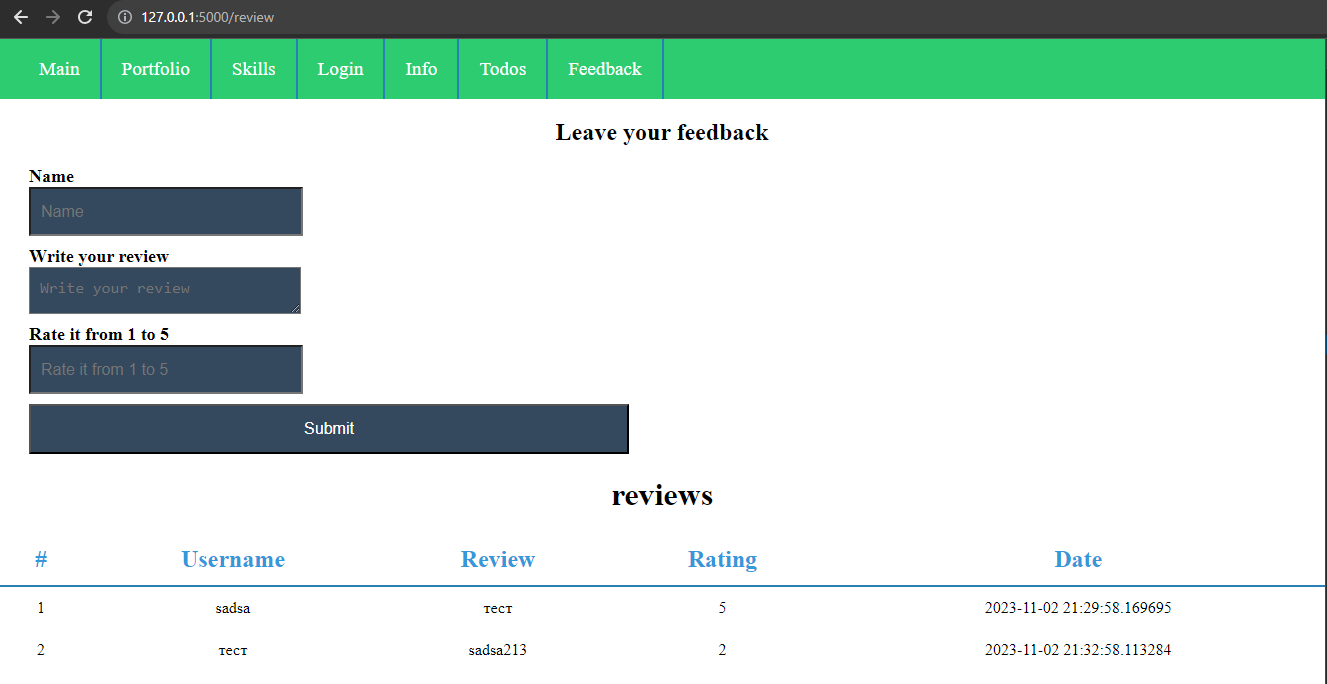 127.0.0.1:5000/review
Main Portfolio Skills Login Info Todos Feedback
Leave your feedback
Name
Name
Write your review
Write your review
Rate it from 1 to 5
Rate it from 1 to 5
Submit
reviews
# Username Review Rating Date
1 sadsa тест 5 2023-11-02 21:29:58.169695
2 тест sadsa213 2 2023-11-02 21:32:58.113284